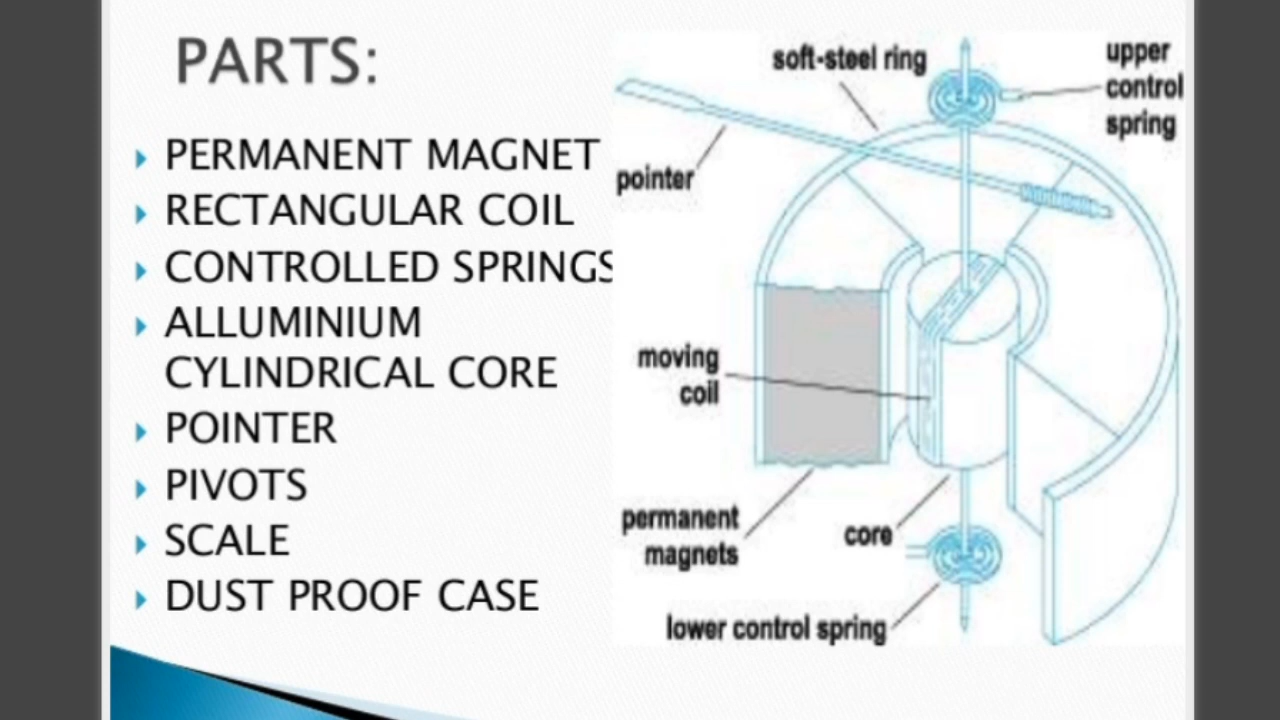 PARTS:
PERMANENT MAGNET
RECTANGULAR COIL
CONTROLLED SPRINGS
ALLUMINIUM
CYLINDRICAL CORE
POINTER
PIVOTS
SCALE
DUST PROOF CASE
soft-steel ring
upper
control
spring
pointer
moving
coil
permanent
magnets
core
lower control spring